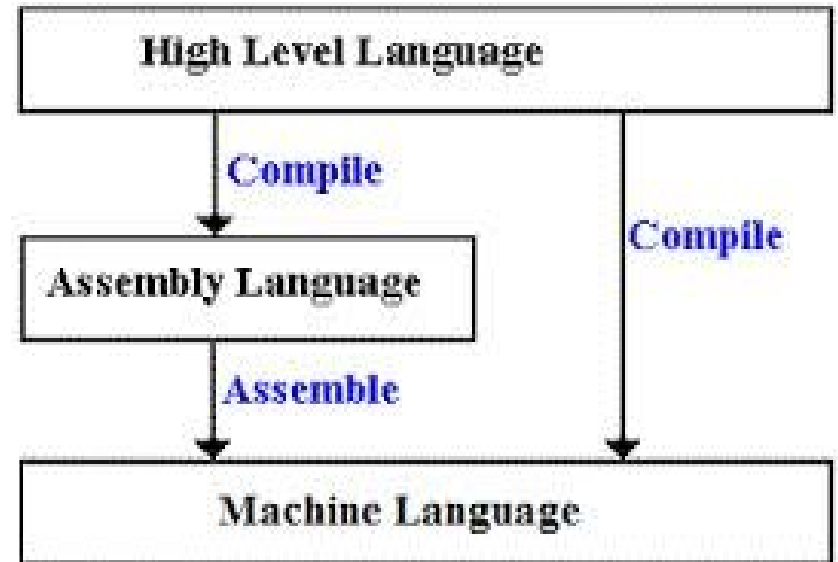 High Level Language
Compile
Compile
Assembly Language
Assemble
Machine Language